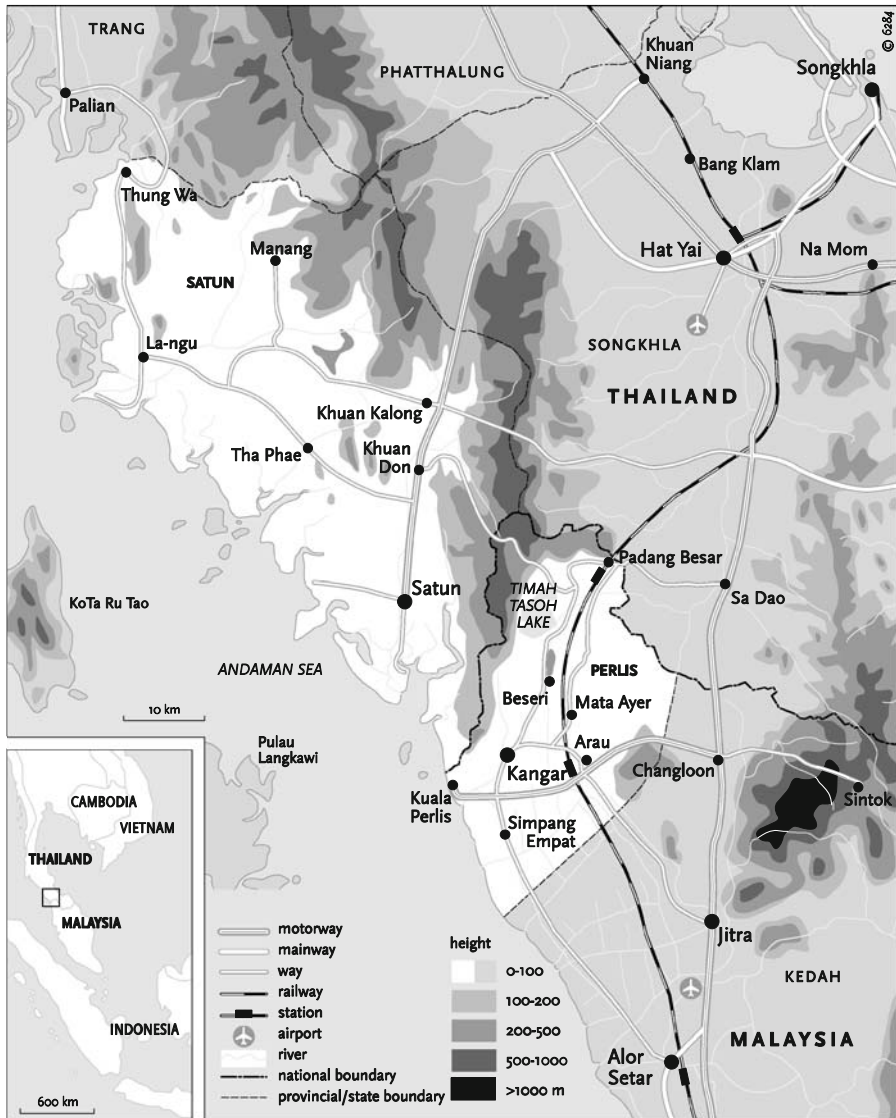 © 6284
TRANG
PHATTHALUNG
Khuan
Niang
Songkhla
Palian
Bang Klam
Thung Wa
Manang
Hat Yai
Na Mom
SATUN
La-ngu
SONGKHLA
THAILAND
Khuan Kalong
Tha Phae
Khuan
Don
Padang Besar
KoTa Ru Tao
Satun
TIMAH
TASOH
LAKE
Sa Dao
ANDAMAN SEA
PERLIS
Beseri
Mata Ayer
10 km
Pulau
Langkawi
Arau
Kangar
Changloon
Sintok
Kuala
Perlis
Simpang
Empat
CAMBODIA
VIETNAM
THAILAND
MALAYSIA
INDONESIA
600 km
motorway
mainway
way
railway
station
airport
river
national boundary
provincial/state boundary
height
0-100
100-200
200-500
500-1000
>1000 m
Jitra
KEDAH
MALAYSIA
Alor
Setar